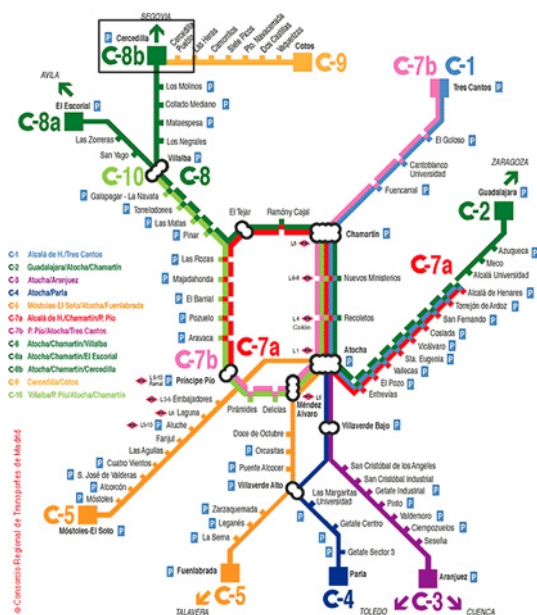 SEGOVIA
Cercedilla
C-8b
Cercedilla Pueblo
Las Heras
Camorritos
Siete Picos
Pto. Navacerrada
Dos Castillas
Vaquerizas
Cotos
C-9
C-7b
C-1
Tres Cantos
AVILA
El Escorial
C-8a
Los Molinos
Collado Mediano
Mataespesa
Los Negrales
Las Zorreras
San Yago
Villalba
C-10
C-8
El Goloso
Cantoblanco
Universidad
Fuencarral
ZARAGOZA
Guadalajara
C-2
Galapagar - La Navata
Torrelodones
Las Matas
Pinar
El Tejar
Ramón y Cajal
Chamartín
C-7a
Azuqueca
Meco
Alcalá Universidad
Alcalá de Henares
Torrejón de Ardoz
San Fernando
Coslada
Vicálvaro
Sta. Eugenia
Vallecas
El Pozo
Entrevías
Las Rozas
Majadahonda
El Barrial
Pozuelo
Aravaca
Nuevos Ministerios
Recoletos
L4
Colón
L1
Atocha
C-7b
C-7a
C-1 Alcalá de H./Tres Cantos
C-2 Guadalajara/Atocha/Chamartín
C-3 Atocha/Aranjuez
C-4 Atocha/Parla
C-5 Móstoles-El Soto/Atocha/Fuenlabrada
C-7a Alcalá de H./Chamartín/P. Pío
C-7b P. Pío/Atocha/Tres Cantos
C-8 Atocha/Chamartín/Villalba
C-8a Atocha/Chamartín/El Escorial
C-8b Atocha/Chamartín/Cercedilla
C-9 Cercedilla/Cotos
C-10 Villalba/P. Pío/Atocha/Chamartín
Príncipe Pío
Pirámides
Delicias
Méndez
Alvaro
Embajadores
Laguna
Aluche
Fanjul
Las Aguilas
Cuatro Vientos
S. José de Valderas
Alcorcón
Móstoles
C-5
Móstoles-El Soto
Doce de Octubre
Orcasitas
Puente Alcocer
Villaverde Alto
Villaverde Bajo
Zarzaquemada
Leganés
La Serna
Fuenlabrada
C-5
TALAVERA
Las Margaritas
Universidad
Getafe Centro
Getafe Sector 3
Parla
C-4
San Cristóbal de los Angeles
San Cristóbal Industrial
Getafe Industrial
Pinto
Valdemoro
Ciempozuelos
Seseña
Aranjuez
C-3
TOLEDO
CUENCA
© Consorcio Regional de Transportes de Madrid